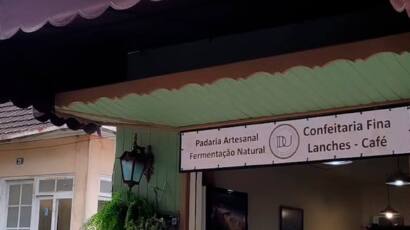 Padaria Artesanal
Fermentação Natural
Confeitaria Fina
Lanches - Café